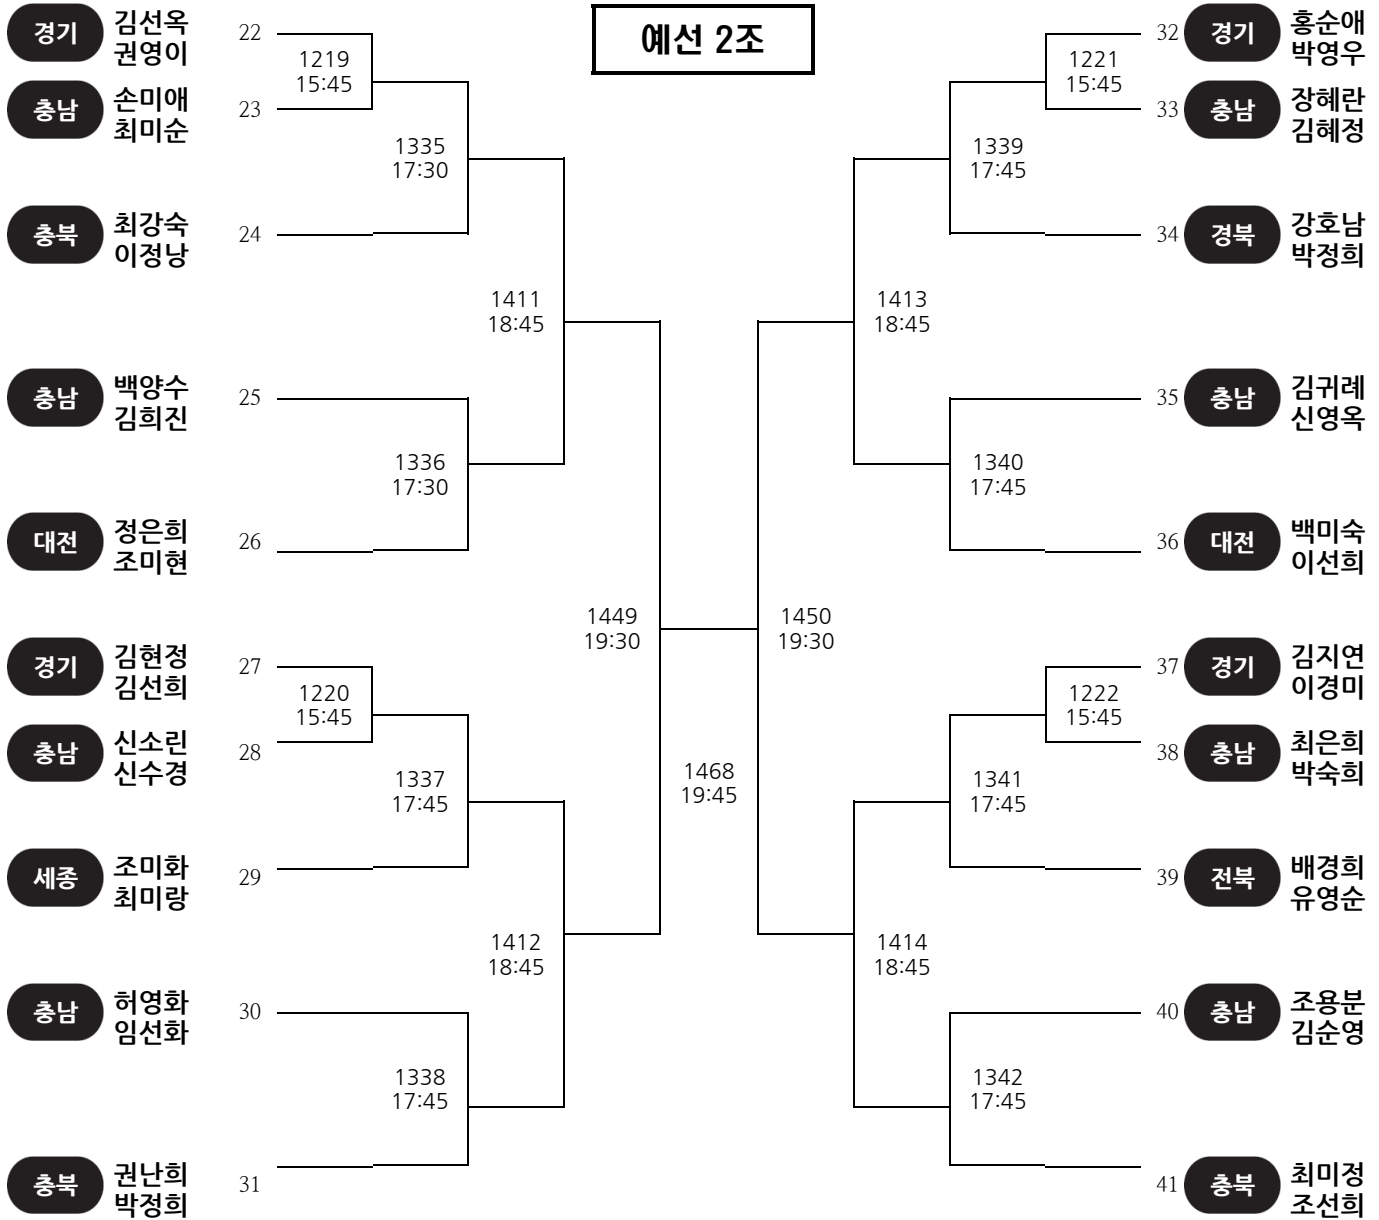 예선 2조
경기
김선옥
권영이
22
1219
15:45
충남
손미애
최미순
23
1335
17:30
충북
최강숙
이정낭
24
1411
18:45
충남
백양수
김희진
25
1336
17:30
대전
정은희
조미현
26
1449
19:30
경기
김현정
김선희
27
1220
15:45
충남
신소린
신수경
28
1337
17:45
세종
조미화
최미랑
29
1412
18:45
충남
허영화
임선화
30
1338
17:45
충북
권난희
박정희
31
1468
19:45
32
경기
홍순애
박영우
1221
15:45
33
충남
장혜란
김혜정
1339
17:45
34
경북
강호남
박정희
1413
18:45
35
충남
김귀례
신영옥
1340
17:45
36
대전
백미숙
이선희
1450
19:30
37
경기
김지연
이경미
1222
15:45
38
충남
최은희
박숙희
1341
17:45
39
전북
배경희
유영순
1414
18:45
40
충남
조용분
김순영
1342
17:45
41
충북
최미정
조선희